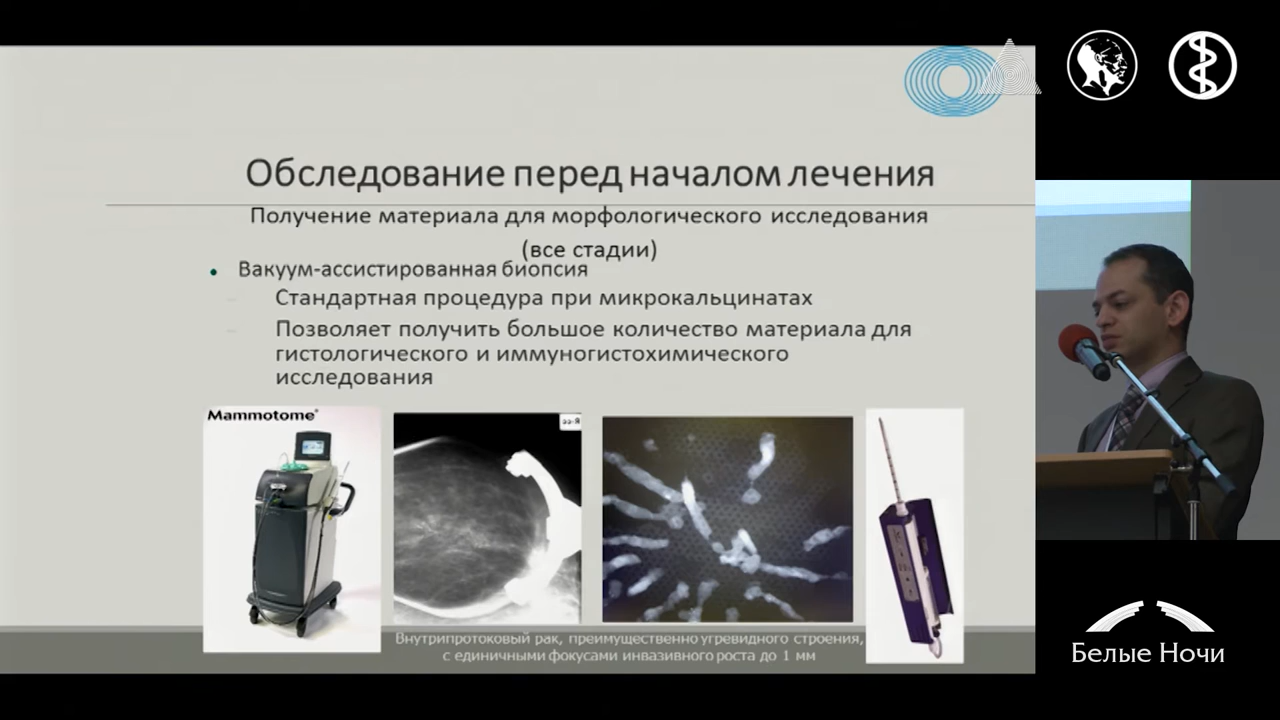 Обследование перед началом лечения
Получение материала для морфологического исследования
(все стадии)
• Вакуум-ассистированная биопсия
– Стандартная процедура при микрокальцинатах
– Позволяет получить большое количество материала для
гистологического и иммуногистохимического
исследования
Mammotome®
Внутрипротоковый рак, преимущественно угревидного строения,
с единичными фокусами инвазивного роста до 1 мм
Белые Ночи